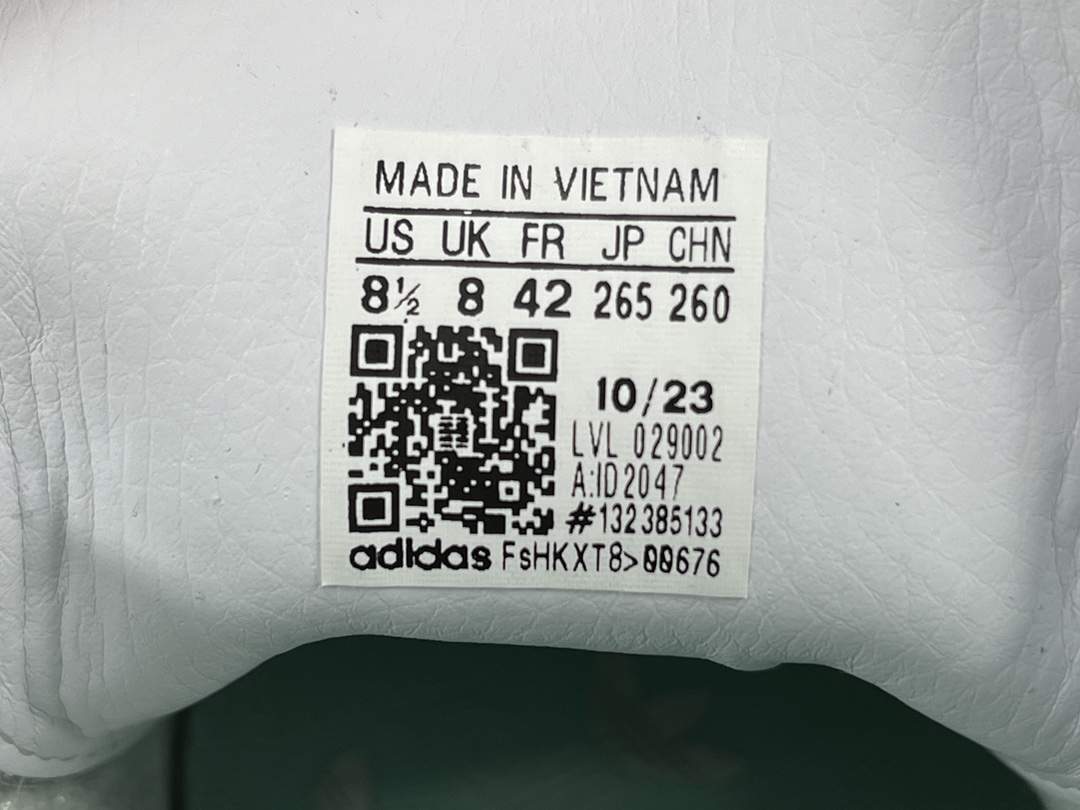 MADE IN VIETNAM
US UK FR JP CHN
8½ 8 42 265 260
10/23
LVL 029002
A:ID2047
#132385133
adidas FsHKXT8>00676